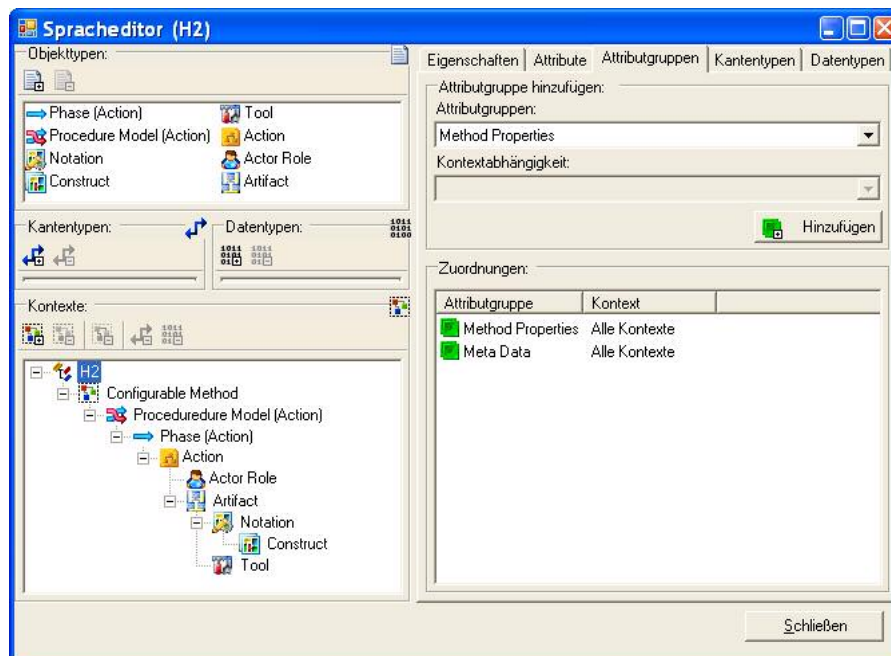 Spracheditor (H2)
Objekttypen:
Phase (Action)
Tool
Procedure Model (Action)
Action
Notation
Actor Role
Construct
Artifact
Kantentypen:
Datentypen:
Kontexte:
H2
Configurable Method
Proceduredure Model (Action)
Phase (Action)
Action
Actor Role
Artifact
Notation
Construct
Tool
Eigenschaften Attribute Attributgruppen Kantentypen Datentypen
Attributgruppe hinzufügen:
Attributgruppen:
Method Properties
Kontextabhängigkeit:
Hinzufügen
Zuordnungen:
Attributgruppe Kontext
Method Properties Alle Kontexte
Meta Data Alle Kontexte
Schließen